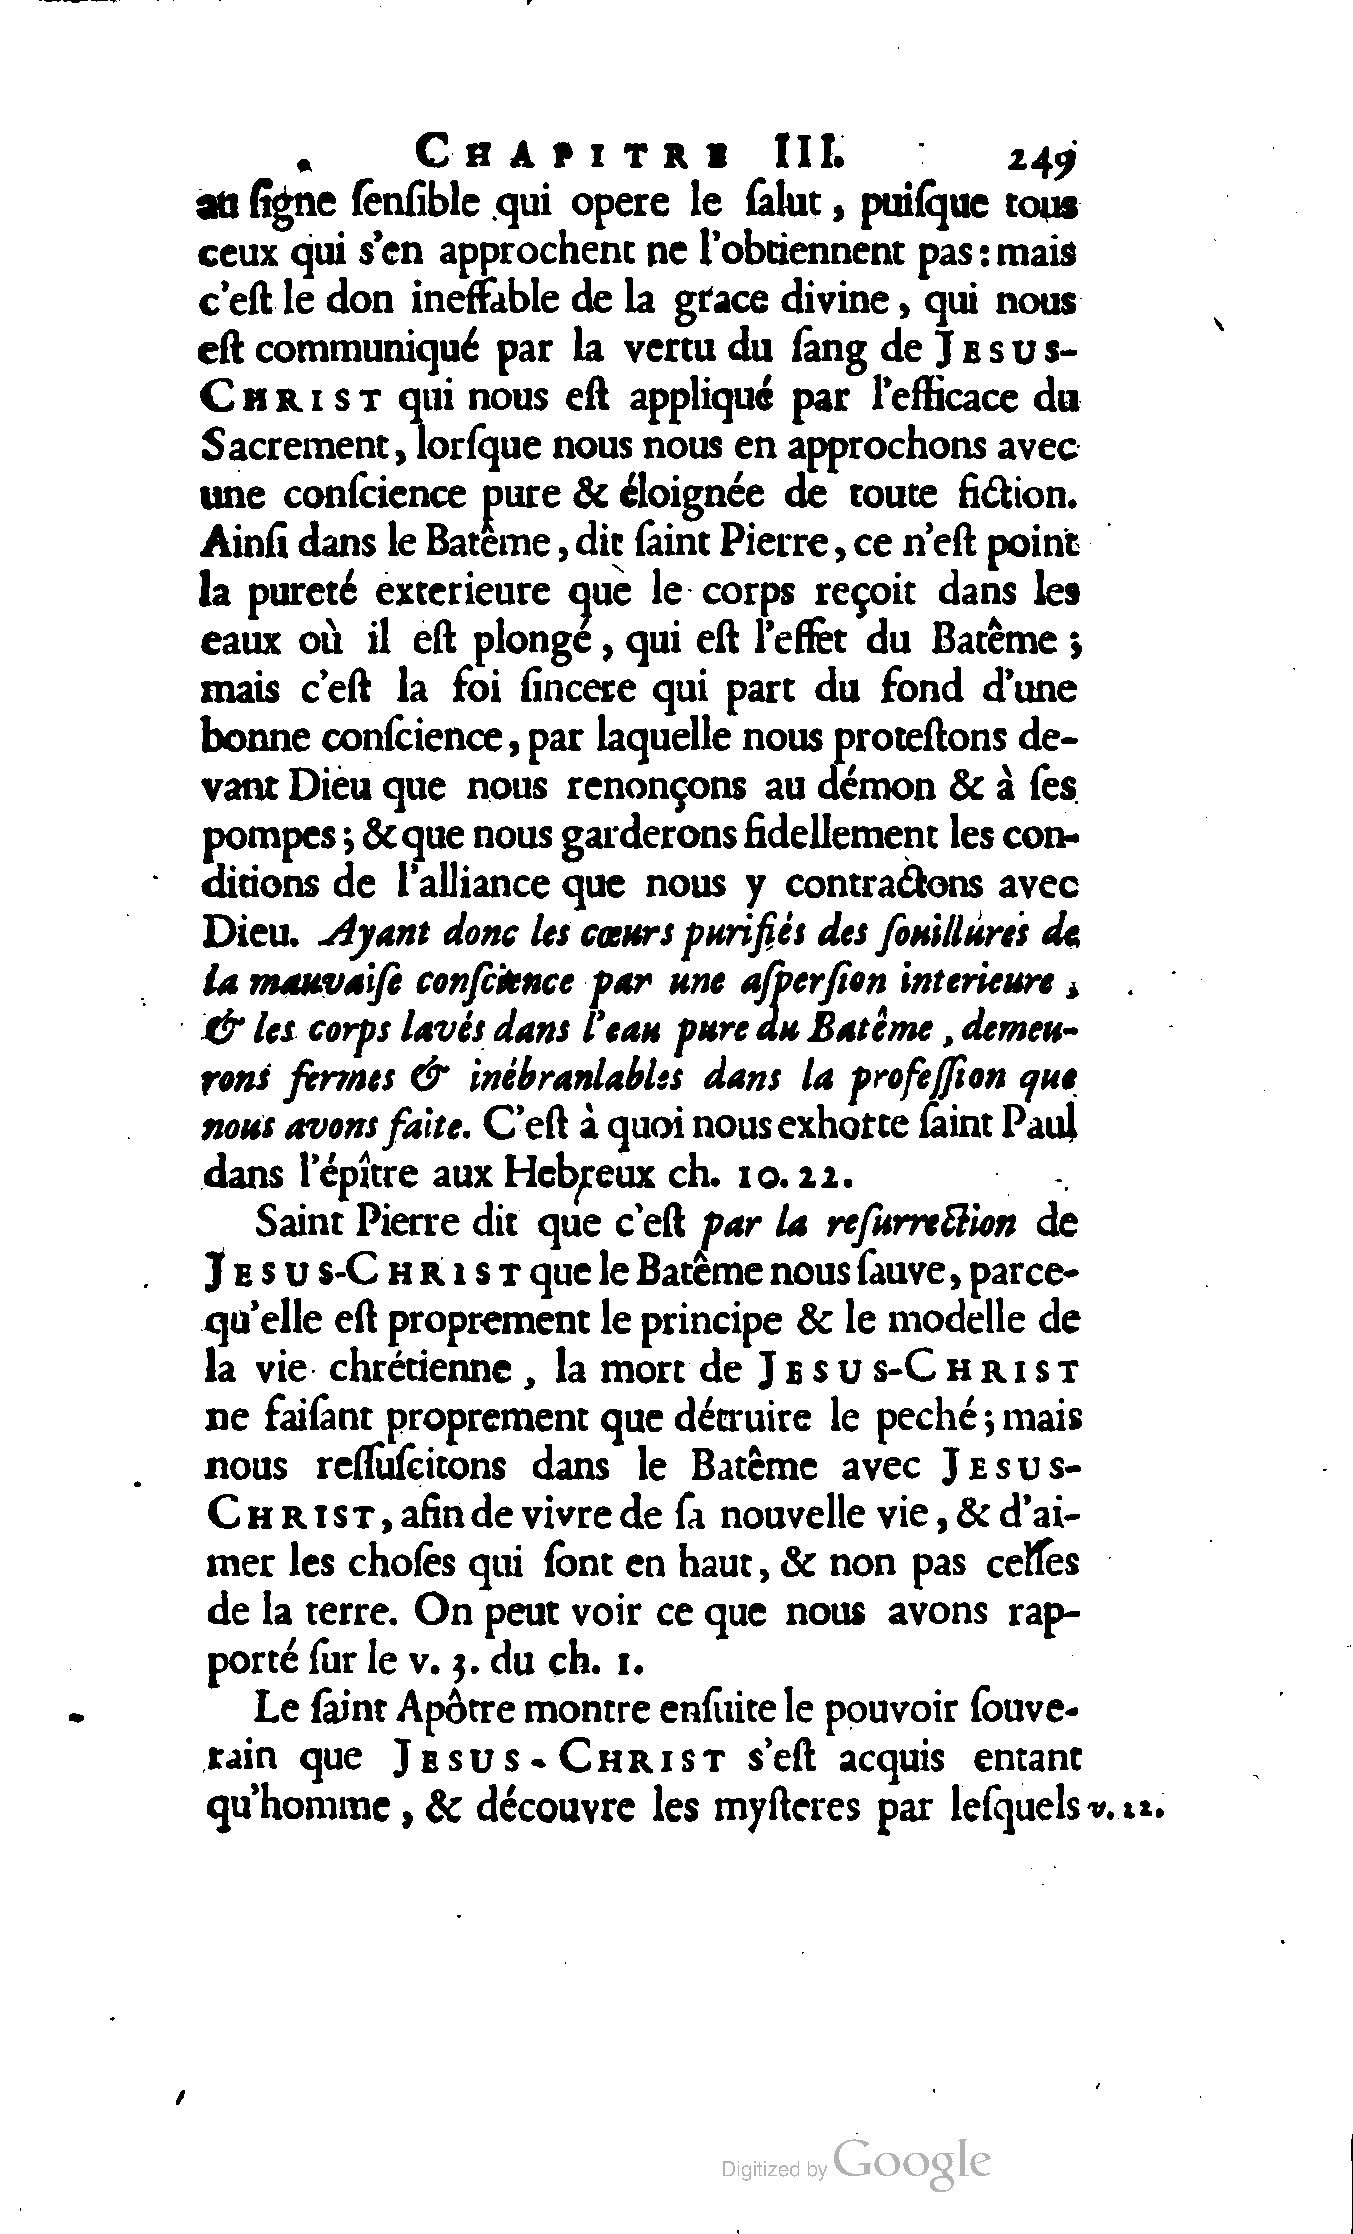 CHAPITRE III. 249
au ſigne ſenſible qui opere le ſalut, puiſque tous
ceux qui s'en approchent ne l'obtiennent pas: mais
c'eſt le don ineffable de la grace divine, qui nous
eſt communiqué par la vertu du ſang de JESUS-
CHRIST qui nous eſt appliqué par l'efficace du
Sacrement, lorſque nous nous en approchons avec
une conſcience pure & éloignée de toute fiction.
Ainſi dans le Batême, dit ſaint Pierre, ce n'eſt point
la pureté exterieure que le corps reçoit dans les
eaux où il eſt plongé, qui eſt l'effet du Batême;
mais c'eſt la foi ſincere qui part du fond d'une
bonne conſcience, par laquelle nous proteſtons de-
vant Dieu que nous renonçons au démon & à ſes
pompes; & que nous garderons fidellement les con-
ditions de l'alliance que nous y contractons avec
Dieu. Ayant donc les cœurs purifiés des ſouillures de
la mauvaiſe conſcience par une aſperſion interieure,
& les corps lavés dans l'eau pure du Batême, demeu-
rons fermes & inébranlables dans la profeſſion que
nous avons faite. C'eſt à quoi nous exhorte ſaint Paul
dans l'épître aux Hebreux ch. 10. 22.
Saint Pierre dit que c'eſt par la reſurrection de
JESUS-CHRIST que le Batême nous ſauve, parce-
qu'elle eſt proprement le principe & le modelle de
la vie chrétienne, la mort de JESUS-CHRIST
ne faiſant proprement que détruire le peché; mais
nous reſſuſcitons dans le Batême avec JESUS-
CHRIST, afin de vivre de ſa nouvelle vie, & d'ai-
mer les choſes qui ſont en haut, & non pas celles
de la terre. On peut voir ce que nous avons rap-
porté ſur le v. 3. du ch. 1.
Le ſaint Apôtre montre enſuite le pouvoir ſouve-
rain que JESUS-CHRIST s'eſt acquis entant
qu'homme, & découvre les myſteres par leſquels v. 22.
Digitized by Google